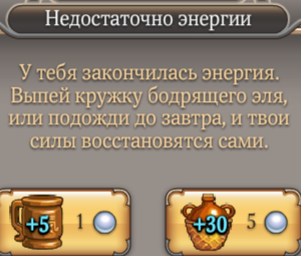 Недостаточно энергии
У тебя закончилась энергия.
Выпей кружку бодрящего эля,
или подожди до завтра, и твои
силы восстановятся сами.
+5 1 +30 5